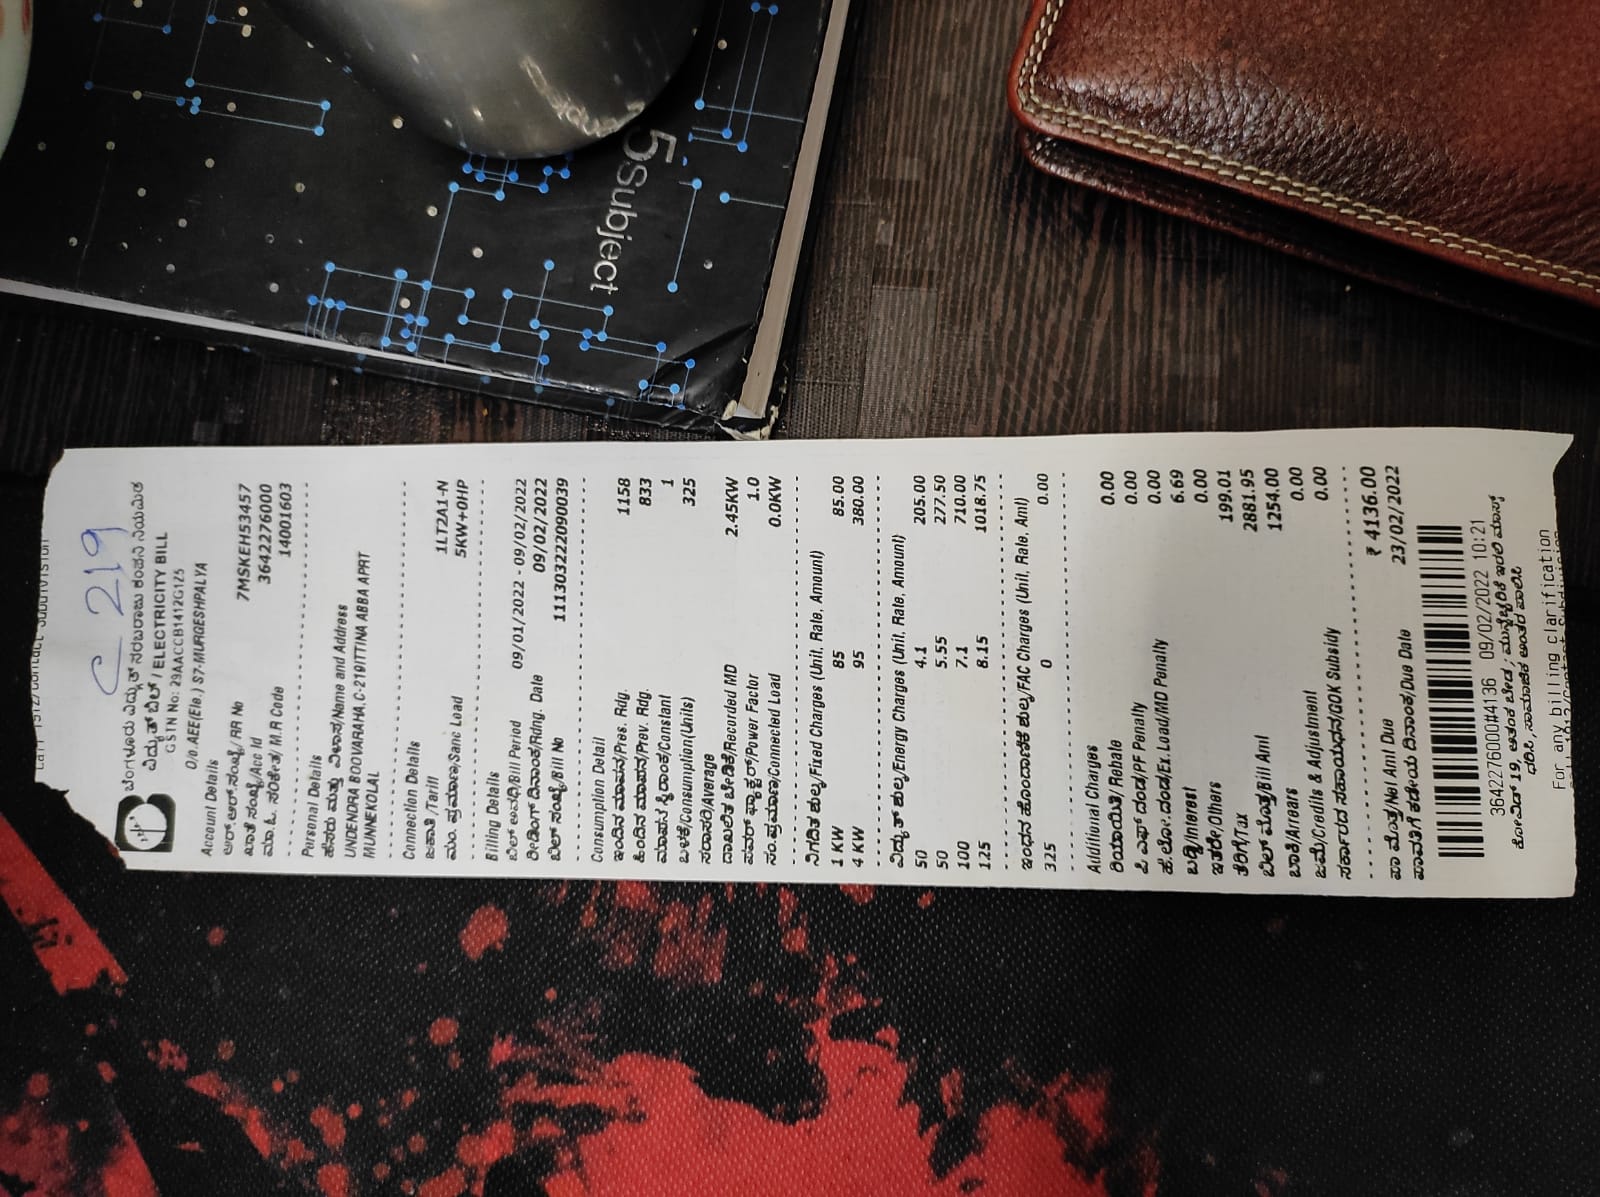 5Subject
C 219
ಬೆಂಗಳೂರು ವಿದ್ಯುತ್ ಸರಬರಾಜು ಕಂಪನಿ ನಿಯಮಿತ
ವಿದ್ಯುತ್ ಬಿಲ್ / ELECTRICITY BILL
GSTN No: 29AACCB1412G1Z5
O/o.AEE(Ele.) S7-MURGESHPALYA
Account Details
ಆರ್.ಆರ್.ಸಂಖ್ಯೆ/ RR No 7MSKEH53457
ಖಾತೆ ಸಂಖ್ಯೆ/Acc Id 3642276000
ಮಾ.ಓ. ಸಂಕೇತ/ M.R Code 14001603
Personal Details
ಹೆಸರು ಮತ್ತು ವಿಳಾಸ/Name and Address
UNDENDRA BOOVARAHA, C-219ITTINA ABBA APRT
MUNNEKOLAL
Connection Details
ಜಕಾತಿ/Tariff 1LT2A1-N
ಮಂ. ಪ್ರಮಾಣ/Sanc Load 5KW+0HP
Billing Details
ಬಿಲ್ ಅವಧಿ/Bill Period 09/01/2022 - 09/02/2022
ರೀಡಿಂಗ್ ದಿನಾಂಕ/Rdng. Date 09/02/2022
ಬಿಲ್ ಸಂಖ್ಯೆ/Bill No 111303222090039
Consumption Detail
ಇಂದಿನ ಮಾಪನ/Pres. Rdg. 1158
ಹಿಂದಿನ ಮಾಪನ/Prev. Rdg. 833
ಮಾಪನ ಸ್ಥಿರಾಂಕ/Constant 1
ಬಳಕೆ/Consumption(Units) 325
ಸರಾಸರಿ/Average
ದಾಖಲಿತ ಬೇಡಿಕೆ/Recorded MD 2.45KW
ಪವರ್ ಫ್ಯಾಕ್ಟರ್/Power Factor 1.0
ಸಂ.ಪ್ರಮಾಣ/Connected Load 0.0KW
ನಿಗದಿತ ಶುಲ್ಕ/Fixed Charges (Unit, Rate, Amount)
1 KW 85 85.00
4 KW 95 380.00
ವಿದ್ಯುತ್ ಶುಲ್ಕ/Energy Charges (Unit, Rate, Amount)
50 4.1 205.00
50 5.55 277.50
100 7.1 710.00
125 8.15 1018.75
ಇಂಧನ ಹೊಂದಾಣಿಕೆ ಶುಲ್ಕ/FAC Charges (Unit, Rate, Amt)
325 0 0.00
Additional Charges
ರಿಯಾಯಿತಿ/ Rebate 0.00
ಪಿ ಎಫ್ ದಂಡ/PF Penalty 0.00
ಹೆ.ಲೋ.ದಂಡ/Ex.Load/MD Penalty 0.00
ಬಡ್ಡಿ/Interest 6.69
ಇತರೆ/Others 0.00
ತೆರಿಗೆ/Tax 199.01
ಬಿಲ್ ಮೊತ್ತ/Bill Amt 2881.95
ಬಾಕಿ/Arrears 1254.00
ಜಮೆ/Credits & Adjustment 0.00
ಸರ್ಕಾರದ ಸಹಾಯಧನ/GOK Subsidy 0.00
ಪಾ ಮೊತ್ತ/Net Amt Due ₹ 4136.00
ಪಾವತಿಗೆ ಕಡೆಯ ದಿನಾಂಕ/Due Date 23/02/2022
3642276000#4136 09/02/2022 10:21
ಕೋವಿಡ್ 19, ಆತಂಕ ಬೇಡ, ಮುನ್ನೆಚ್ಚರಿಕೆ ಇರಲಿ ಮಾಸ್ಕ್
ಧರಿಸಿ, ಸಾಮಾಜಿಕ ಅಂತರ ಪಾಲಿಸಿ
For any billing clarification